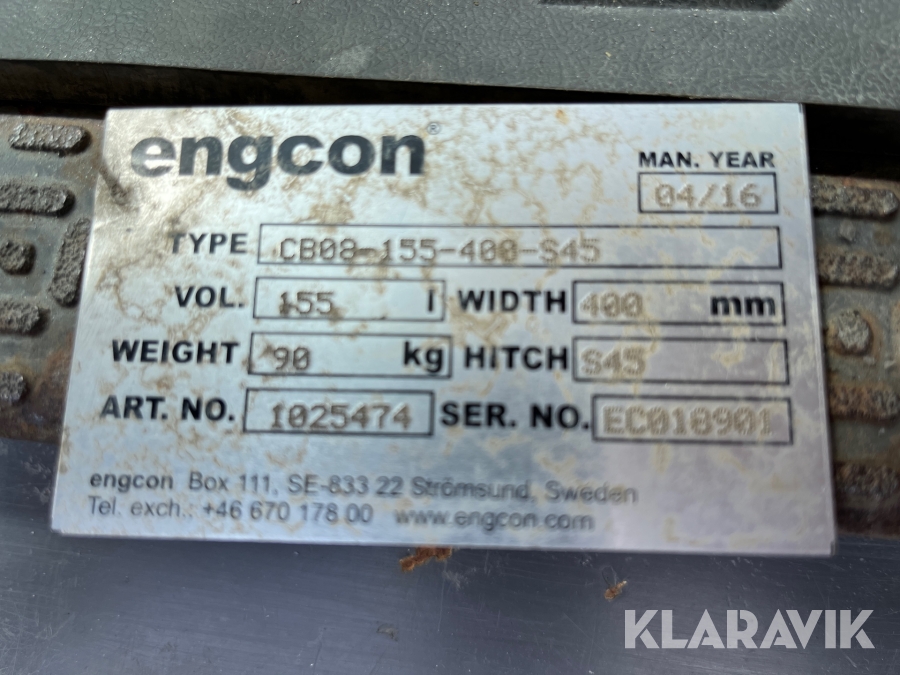 engcon®
MAN. YEAR
04/16
TYPE CB08-155-400-S45
VOL. 155 l WIDTH 400 mm
WEIGHT 90 kg HITCH S45
ART. NO. 1025474 SER. NO. EC018901
engcon Box 111, SE-833 22 Strömsund, Sweden
Tel. exch.: +46 670 178 00 www.engcon.com
KLARAVIK